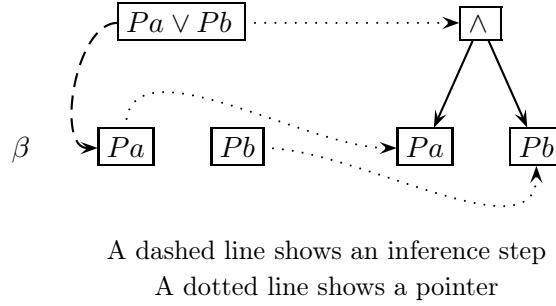 Pa ∨ Pb ∧
β Pa Pb Pa Pb
A dashed line shows an inference step
A dotted line shows a pointer